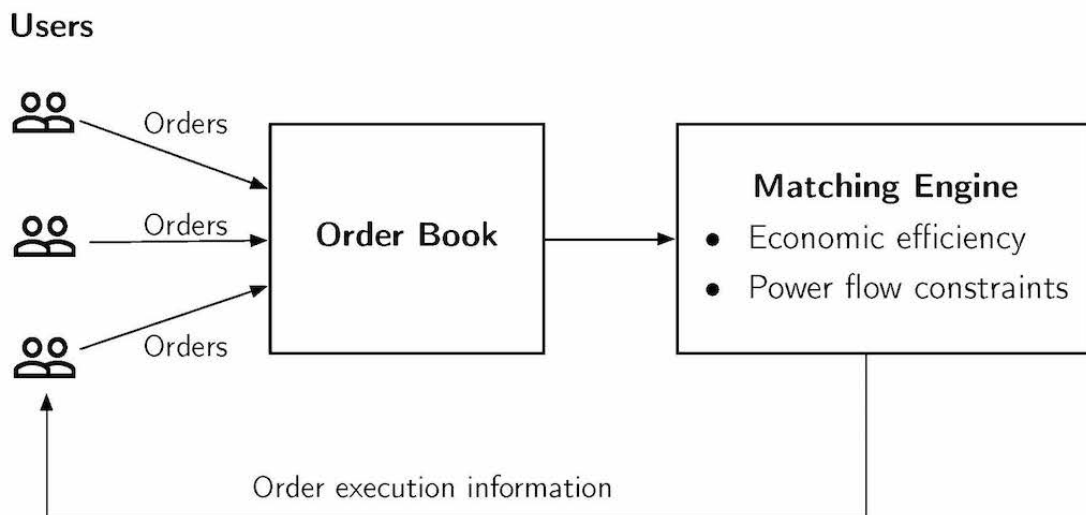 Users
Orders
Orders
Orders
Order Book
Matching Engine
● Economic efficiency
● Power flow constraints
Order execution information